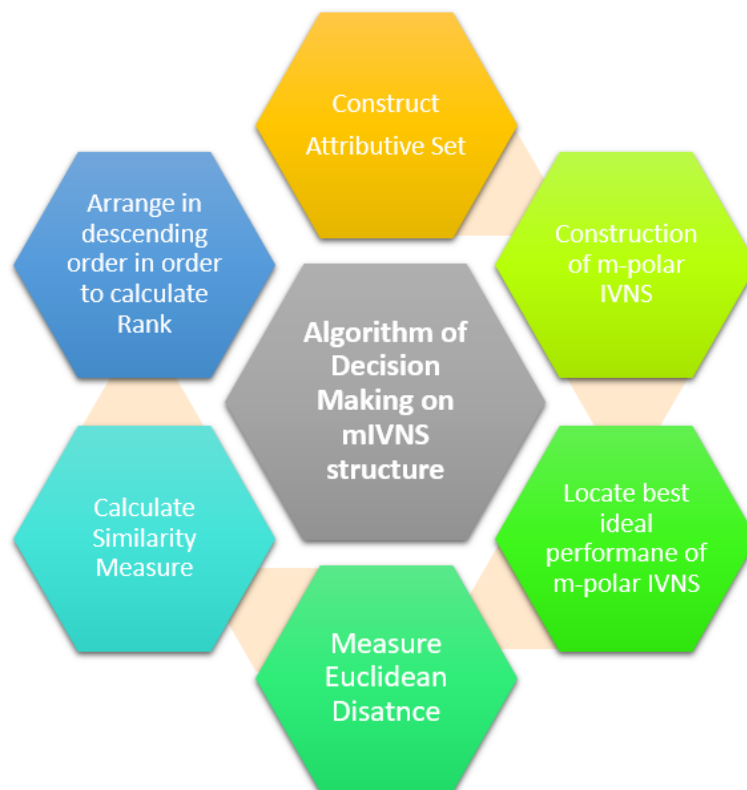 Construct
Attributive Set
Construction
of m-polar
IVNS
Locate best
ideal
performane of
m-polar IVNS
Measure
Euclidean
Disatnce
Calculate
Similarity
Measure
Arrange in
descending
order in order
to calculate
Rank
Algorithm of
Decision
Making on
mIVNS
structure